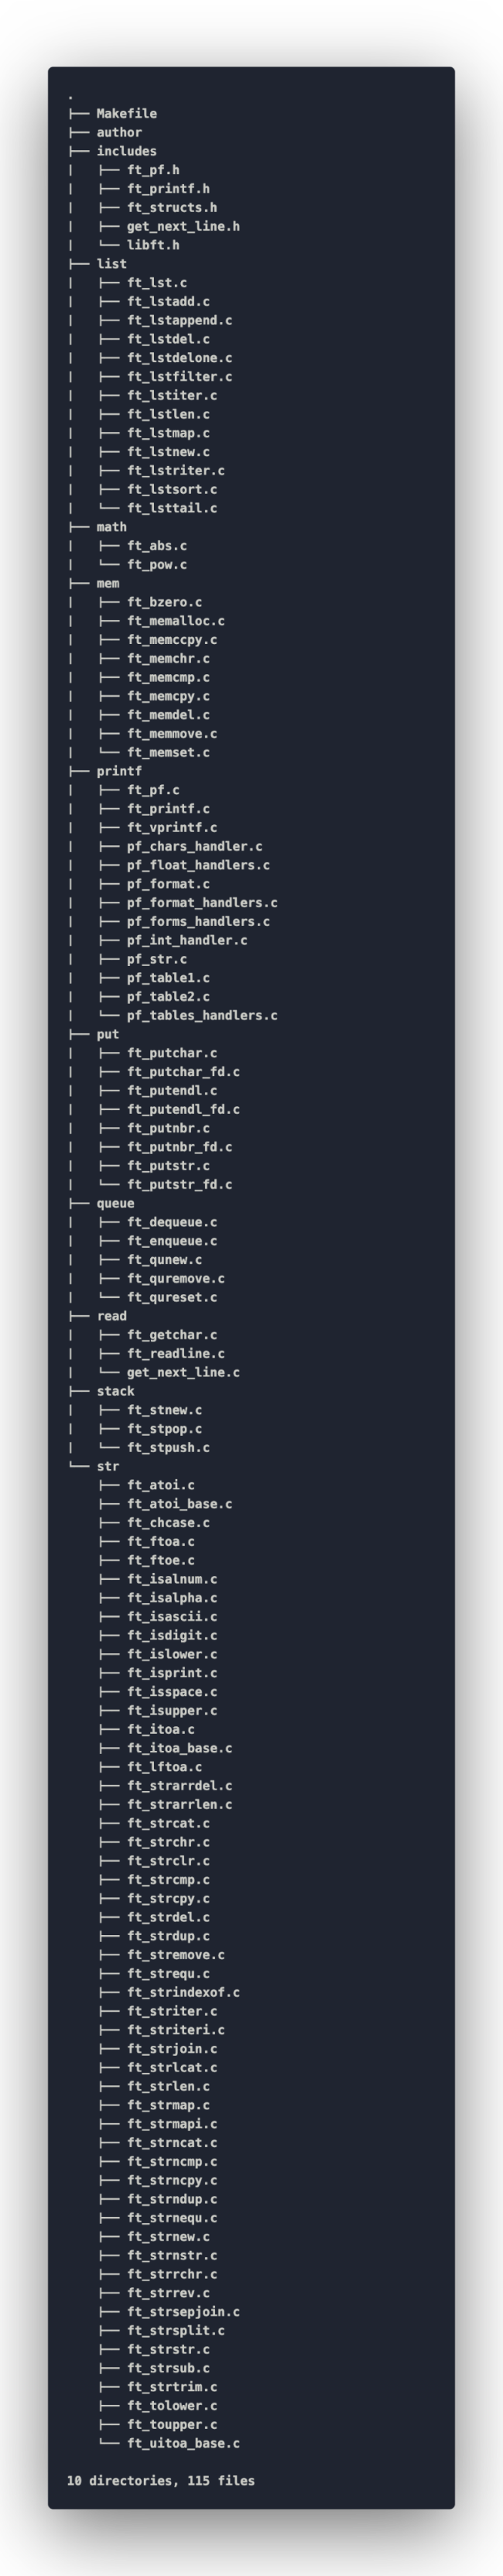 .
├── Makefile
├── author
├── includes
│   ├── ft_pf.h
│   ├── ft_printf.h
│   ├── ft_structs.h
│   ├── get_next_line.h
│   └── libft.h
├── list
│   ├── ft_lst.c
│   ├── ft_lstadd.c
│   ├── ft_lstappend.c
│   ├── ft_lstdel.c
│   ├── ft_lstdelone.c
│   ├── ft_lstfilter.c
│   ├── ft_lstiter.c
│   ├── ft_lstlen.c
│   ├── ft_lstmap.c
│   ├── ft_lstnew.c
│   ├── ft_lstriter.c
│   ├── ft_lstsort.c
│   └── ft_lsttail.c
├── math
│   ├── ft_abs.c
│   └── ft_pow.c
├── mem
│   ├── ft_bzero.c
│   ├── ft_memalloc.c
│   ├── ft_memccpy.c
│   ├── ft_memchr.c
│   ├── ft_memcmp.c
│   ├── ft_memcpy.c
│   ├── ft_memdel.c
│   ├── ft_memmove.c
│   └── ft_memset.c
├── printf
│   ├── ft_pf.c
│   ├── ft_printf.c
│   ├── ft_vprintf.c
│   ├── pf_chars_handler.c
│   ├── pf_float_handlers.c
│   ├── pf_format.c
│   ├── pf_format_handlers.c
│   ├── pf_forms_handlers.c
│   ├── pf_int_handler.c
│   ├── pf_str.c
│   ├── pf_table1.c
│   ├── pf_table2.c
│   └── pf_tables_handlers.c
├── put
│   ├── ft_putchar.c
│   ├── ft_putchar_fd.c
│   ├── ft_putendl.c
│   ├── ft_putendl_fd.c
│   ├── ft_putnbr.c
│   ├── ft_putnbr_fd.c
│   ├── ft_putstr.c
│   └── ft_putstr_fd.c
├── queue
│   ├── ft_dequeue.c
│   ├── ft_enqueue.c
│   ├── ft_qunew.c
│   ├── ft_quremove.c
│   └── ft_qureset.c
├── read
│   ├── ft_getchar.c
│   ├── ft_readline.c
│   └── get_next_line.c
├── stack
│   ├── ft_stnew.c
│   ├── ft_stpop.c
│   └── ft_stpush.c
└── str
    ├── ft_atoi.c
    ├── ft_atoi_base.c
    ├── ft_chcase.c
    ├── ft_ftoa.c
    ├── ft_ftoe.c
    ├── ft_isalnum.c
    ├── ft_isalpha.c
    ├── ft_isascii.c
    ├── ft_isdigit.c
    ├── ft_islower.c
    ├── ft_isprint.c
    ├── ft_isspace.c
    ├── ft_isupper.c
    ├── ft_itoa.c
    ├── ft_itoa_base.c
    ├── ft_lftoa.c
    ├── ft_strarrdel.c
    ├── ft_strarrlen.c
    ├── ft_strcat.c
    ├── ft_strchr.c
    ├── ft_strclr.c
    ├── ft_strcmp.c
    ├── ft_strcpy.c
    ├── ft_strdel.c
    ├── ft_strdup.c
    ├── ft_stremove.c
    ├── ft_strequ.c
    ├── ft_strindexof.c
    ├── ft_striter.c
    ├── ft_striteri.c
    ├── ft_strjoin.c
    ├── ft_strlcat.c
    ├── ft_strlen.c
    ├── ft_strmap.c
    ├── ft_strmapi.c
    ├── ft_strncat.c
    ├── ft_strncmp.c
    ├── ft_strncpy.c
    ├── ft_strndup.c
    ├── ft_strnequ.c
    ├── ft_strnew.c
    ├── ft_strnstr.c
    ├── ft_strrchr.c
    ├── ft_strrev.c
    ├── ft_strsepjoin.c
    ├── ft_strsplit.c
    ├── ft_strstr.c
    ├── ft_strsub.c
    ├── ft_strtrim.c
    ├── ft_tolower.c
    ├── ft_toupper.c
    └── ft_uitoa_base.c
10 directories, 115 files